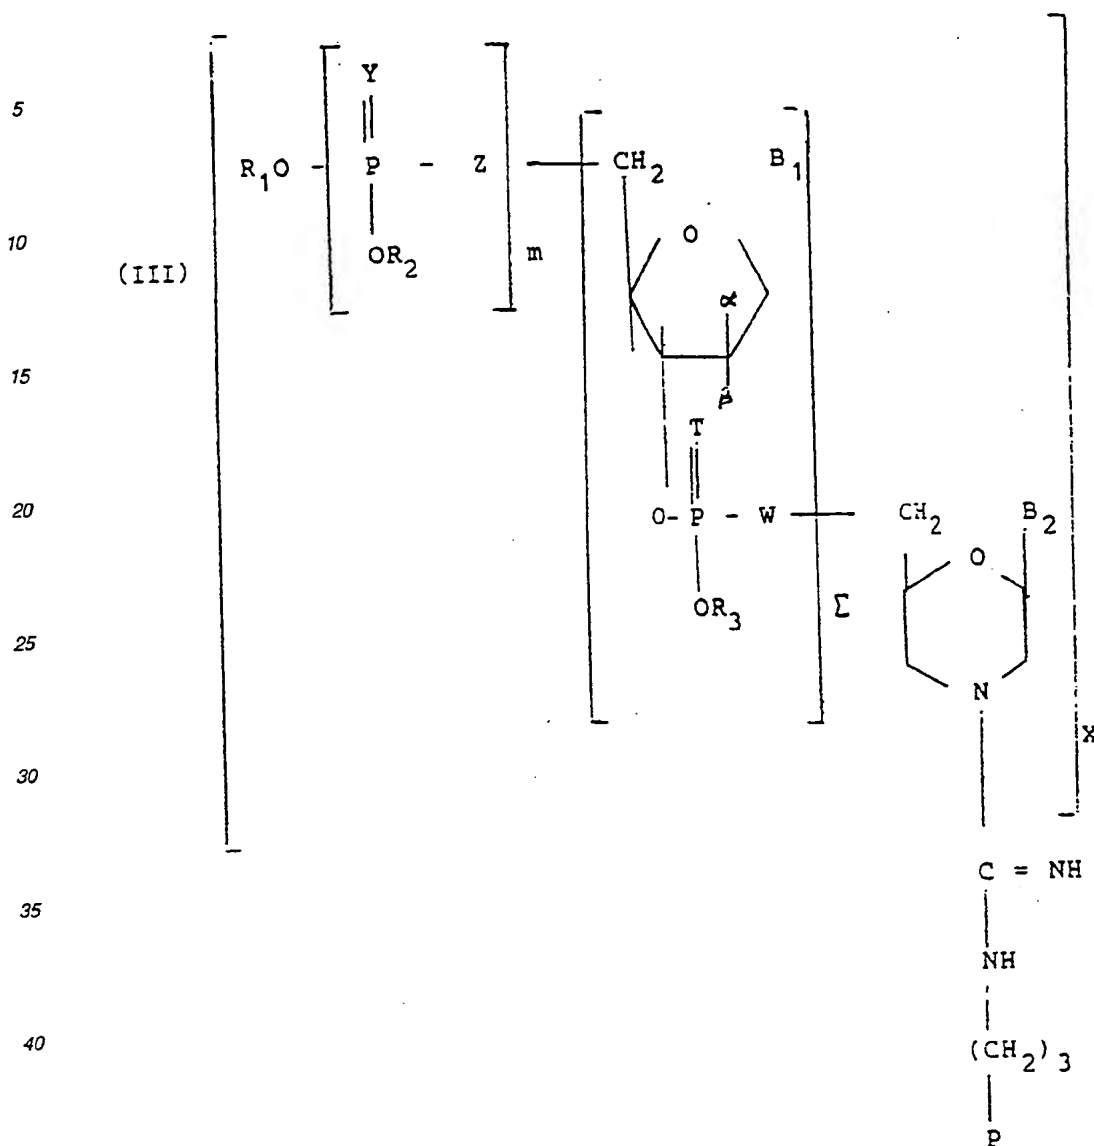 5
Y
R₁O - P - Z CH₂ B₁
10
(III) OR₂ m O
α
15
β
T
20
O- P - W CH₂ B₂
O
OR₃ Σ
25
N
X
30
C = NH
35
NH
40
(CH₂)₃
P